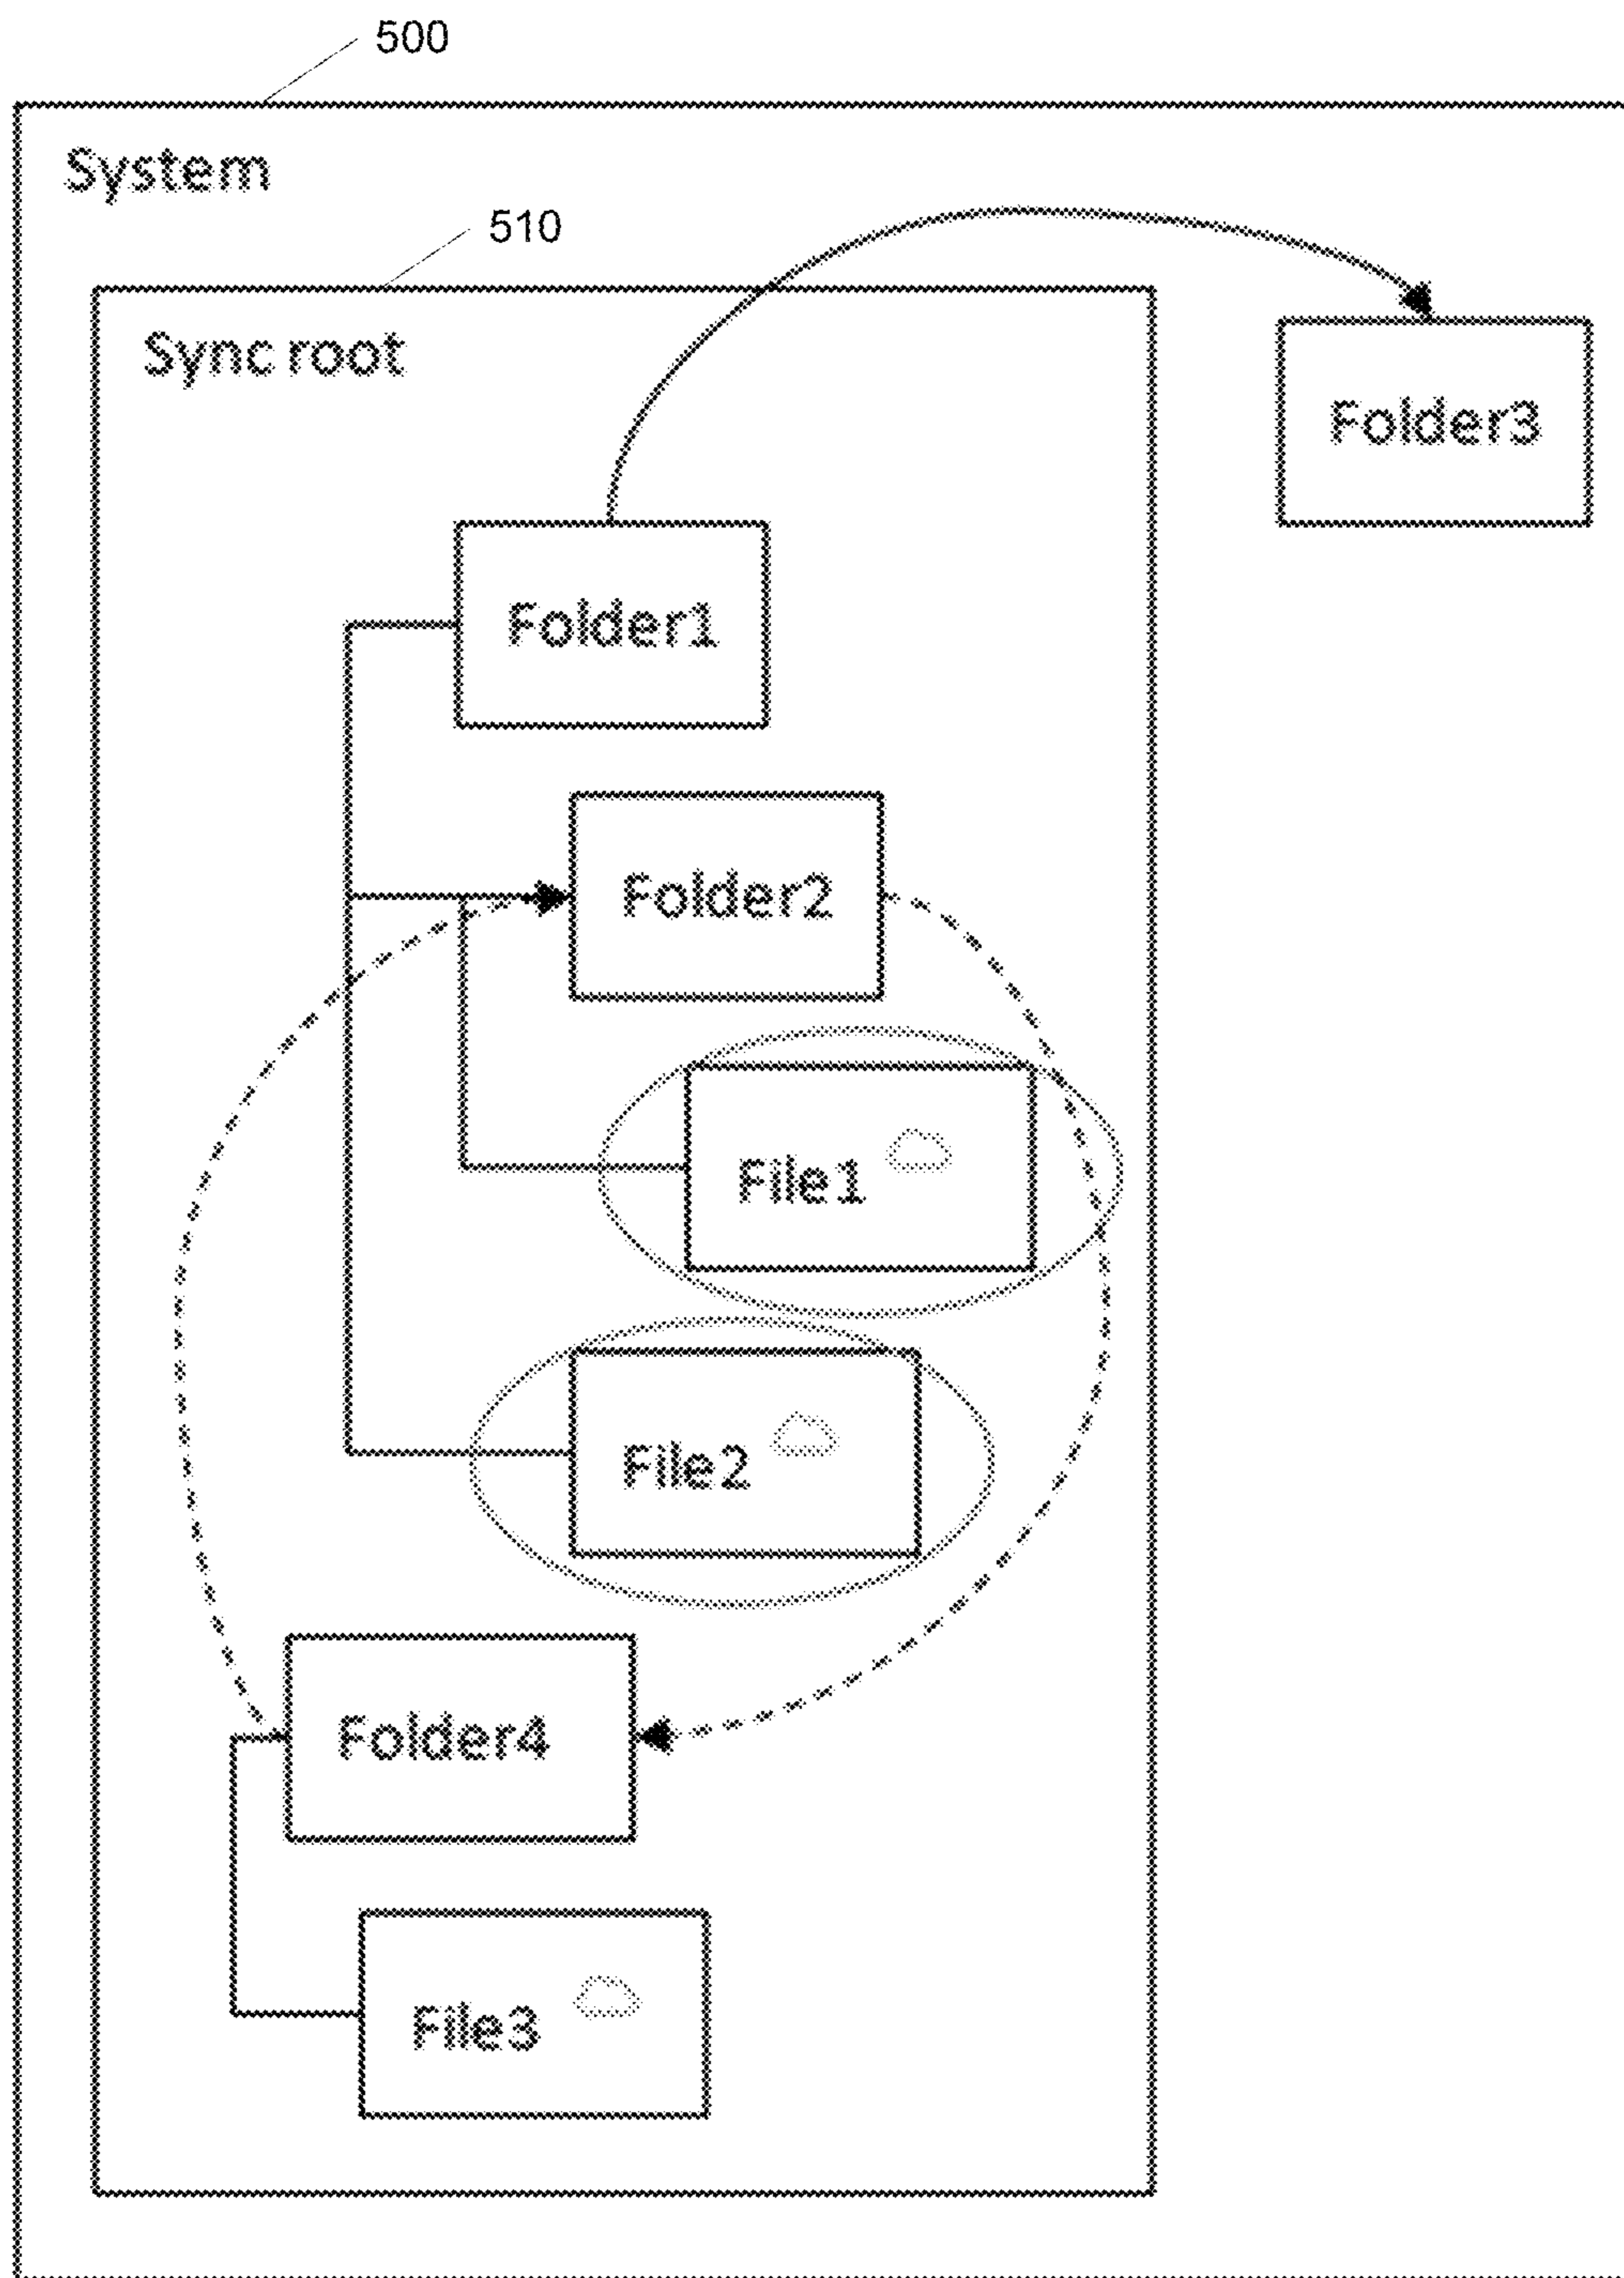 500
System
510
Sync root
Folder3
Folder1
Folder2
File1
File2
Folder4
File3